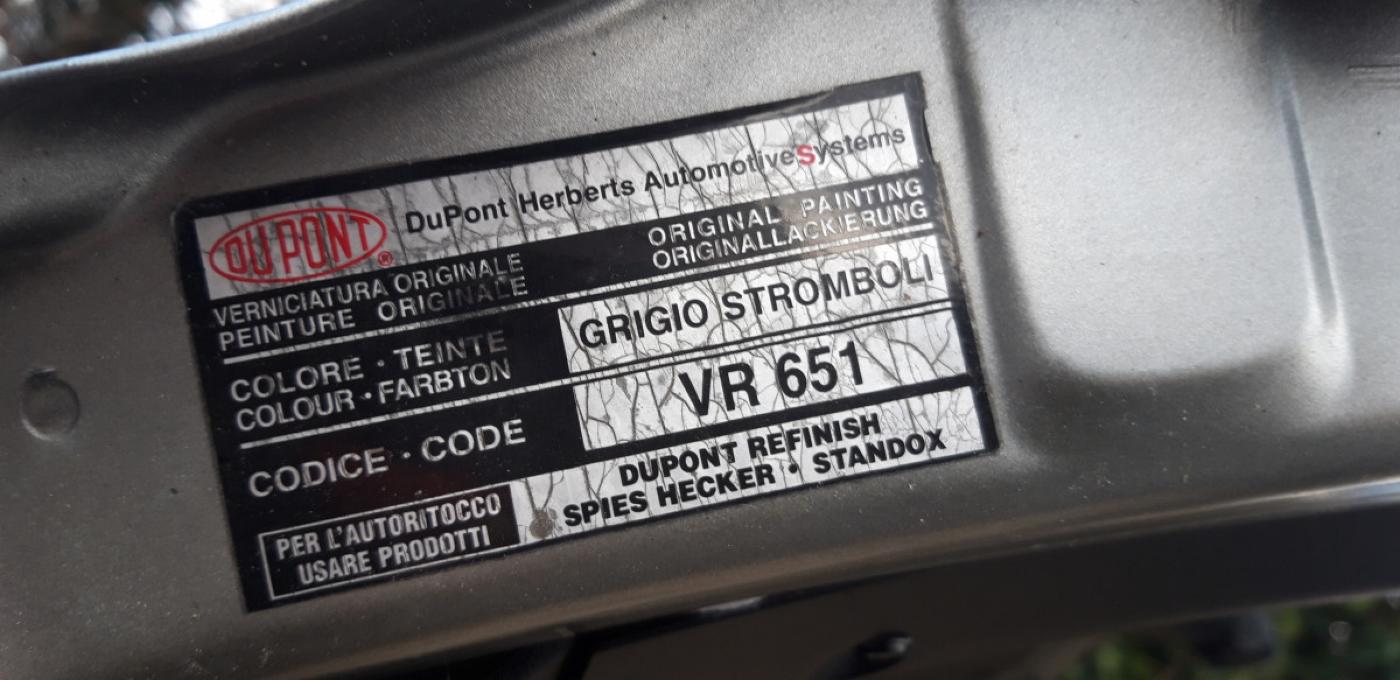 DUPONT® DuPont Herberts AutomotiveSystems
VERNICIATURA ORIGINALE ORIGINAL PAINTING
PEINTURE ORIGINALE ORIGINALLACKIERUNG
COLORE · TEINTE GRIGIO STROMBOLI
COLOUR · FARBTON
CODICE · CODE VR 651
PER L'AUTORITOCCO DUPONT REFINISH
USARE PRODOTTI SPIES HECKER · STANDOX